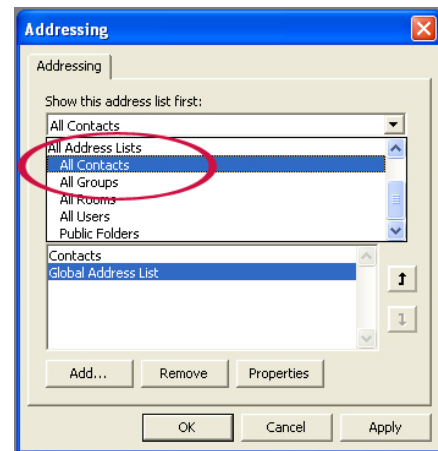 Addressing
Addressing
Show this address list first:
All Contacts
All Address Lists
All Contacts
All Groups
All Rooms
All Users
Public Folders
Contacts
Global Address List
Add... Remove Properties
OK Cancel Apply